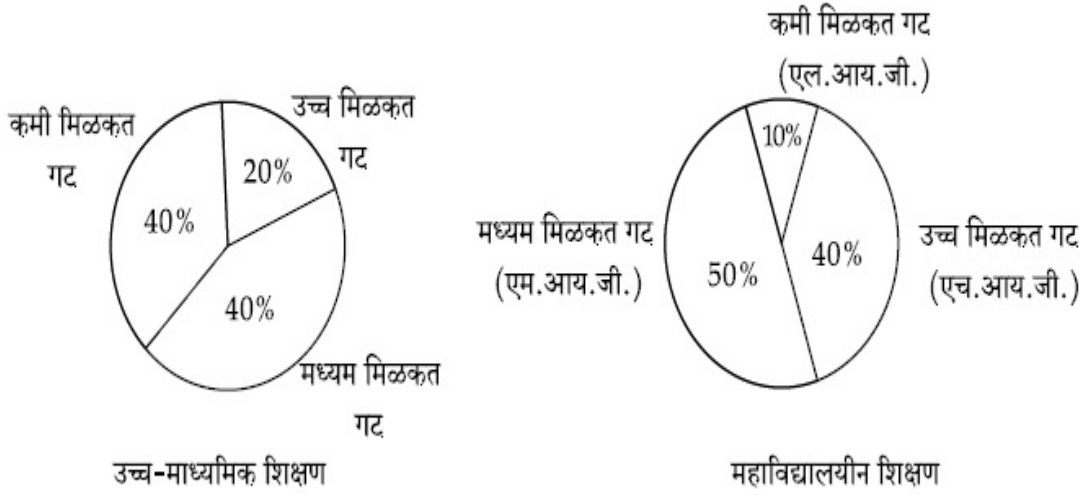 कमी मिळकत
गट
उच्च मिळकत
गट
20%
40%
40%
मध्यम मिळकत
गट
उच्च-माध्यमिक शिक्षण
कमी मिळकत गट
(एल.आय.जी.)
10%
मध्यम मिळकत गट
(एम.आय.जी.)
50%
40%
उच्च मिळकत गट
(एच.आय.जी.)
महाविद्यालयीन शिक्षण